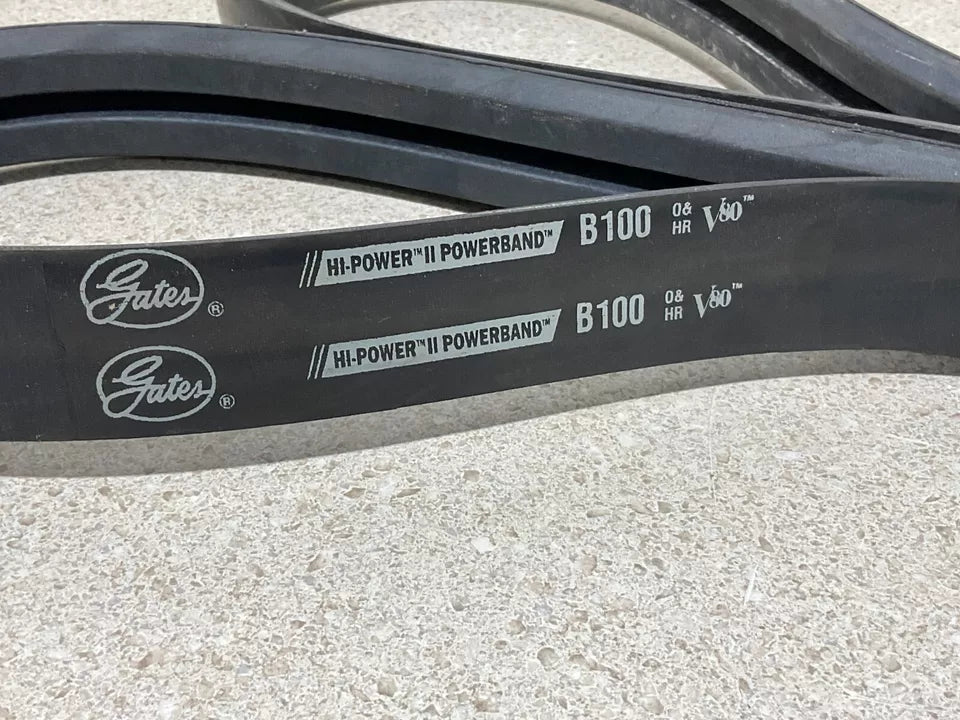 Gates ® HI-POWER™ II POWERBAND™ B100 O& HR V80™
Gates ® HI-POWER™ II POWERBAND™ B100 O& HR V80™